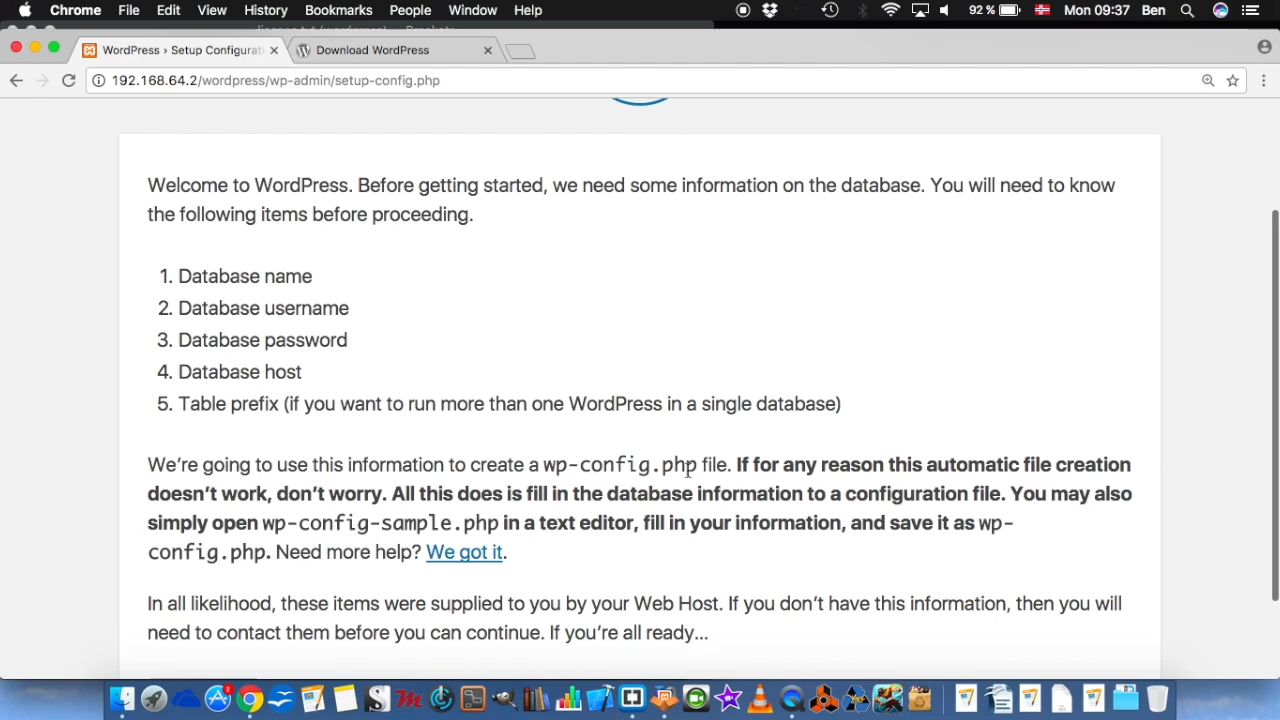 Chrome File Edit View History Bookmarks People Window Help 92 % Mon 09:37 Ben
WordPress › Setup Configurati Download WordPress
192.168.64.2/wordpress/wp-admin/setup-config.php
Welcome to WordPress. Before getting started, we need some information on the database. You will need to know
the following items before proceeding.
1. Database name
2. Database username
3. Database password
4. Database host
5. Table prefix (if you want to run more than one WordPress in a single database)
We’re going to use this information to create a wp-config.php file. If for any reason this automatic file creation
doesn’t work, don’t worry. All this does is fill in the database information to a configuration file. You may also
simply open wp-config-sample.php in a text editor, fill in your information, and save it as wp-
config.php. Need more help? We got it.
In all likelihood, these items were supplied to you by your Web Host. If you don’t have this information, then you will
need to contact them before you can continue. If you’re all ready...